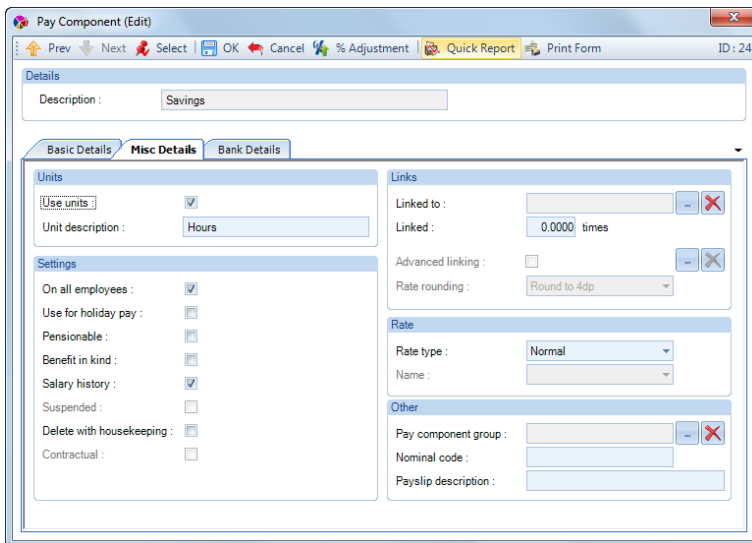 Pay Component (Edit)
Prev Next Select OK Cancel % Adjustment Quick Report Print Form ID : 24
Details
Description : Savings
Basic Details Misc Details Bank Details
Units
Use units :
Unit description : Hours
Settings
On all employees :
Use for holiday pay :
Pensionable :
Benefit in kind :
Salary history :
Suspended :
Delete with housekeeping :
Contractual :
Links
Linked to : ...
Linked : 0.0000 times
Advanced linking : ...
Rate rounding : Round to 4dp
Rate
Rate type : Normal
Name :
Other
Pay component group : ...
Nominal code :
Payslip description :